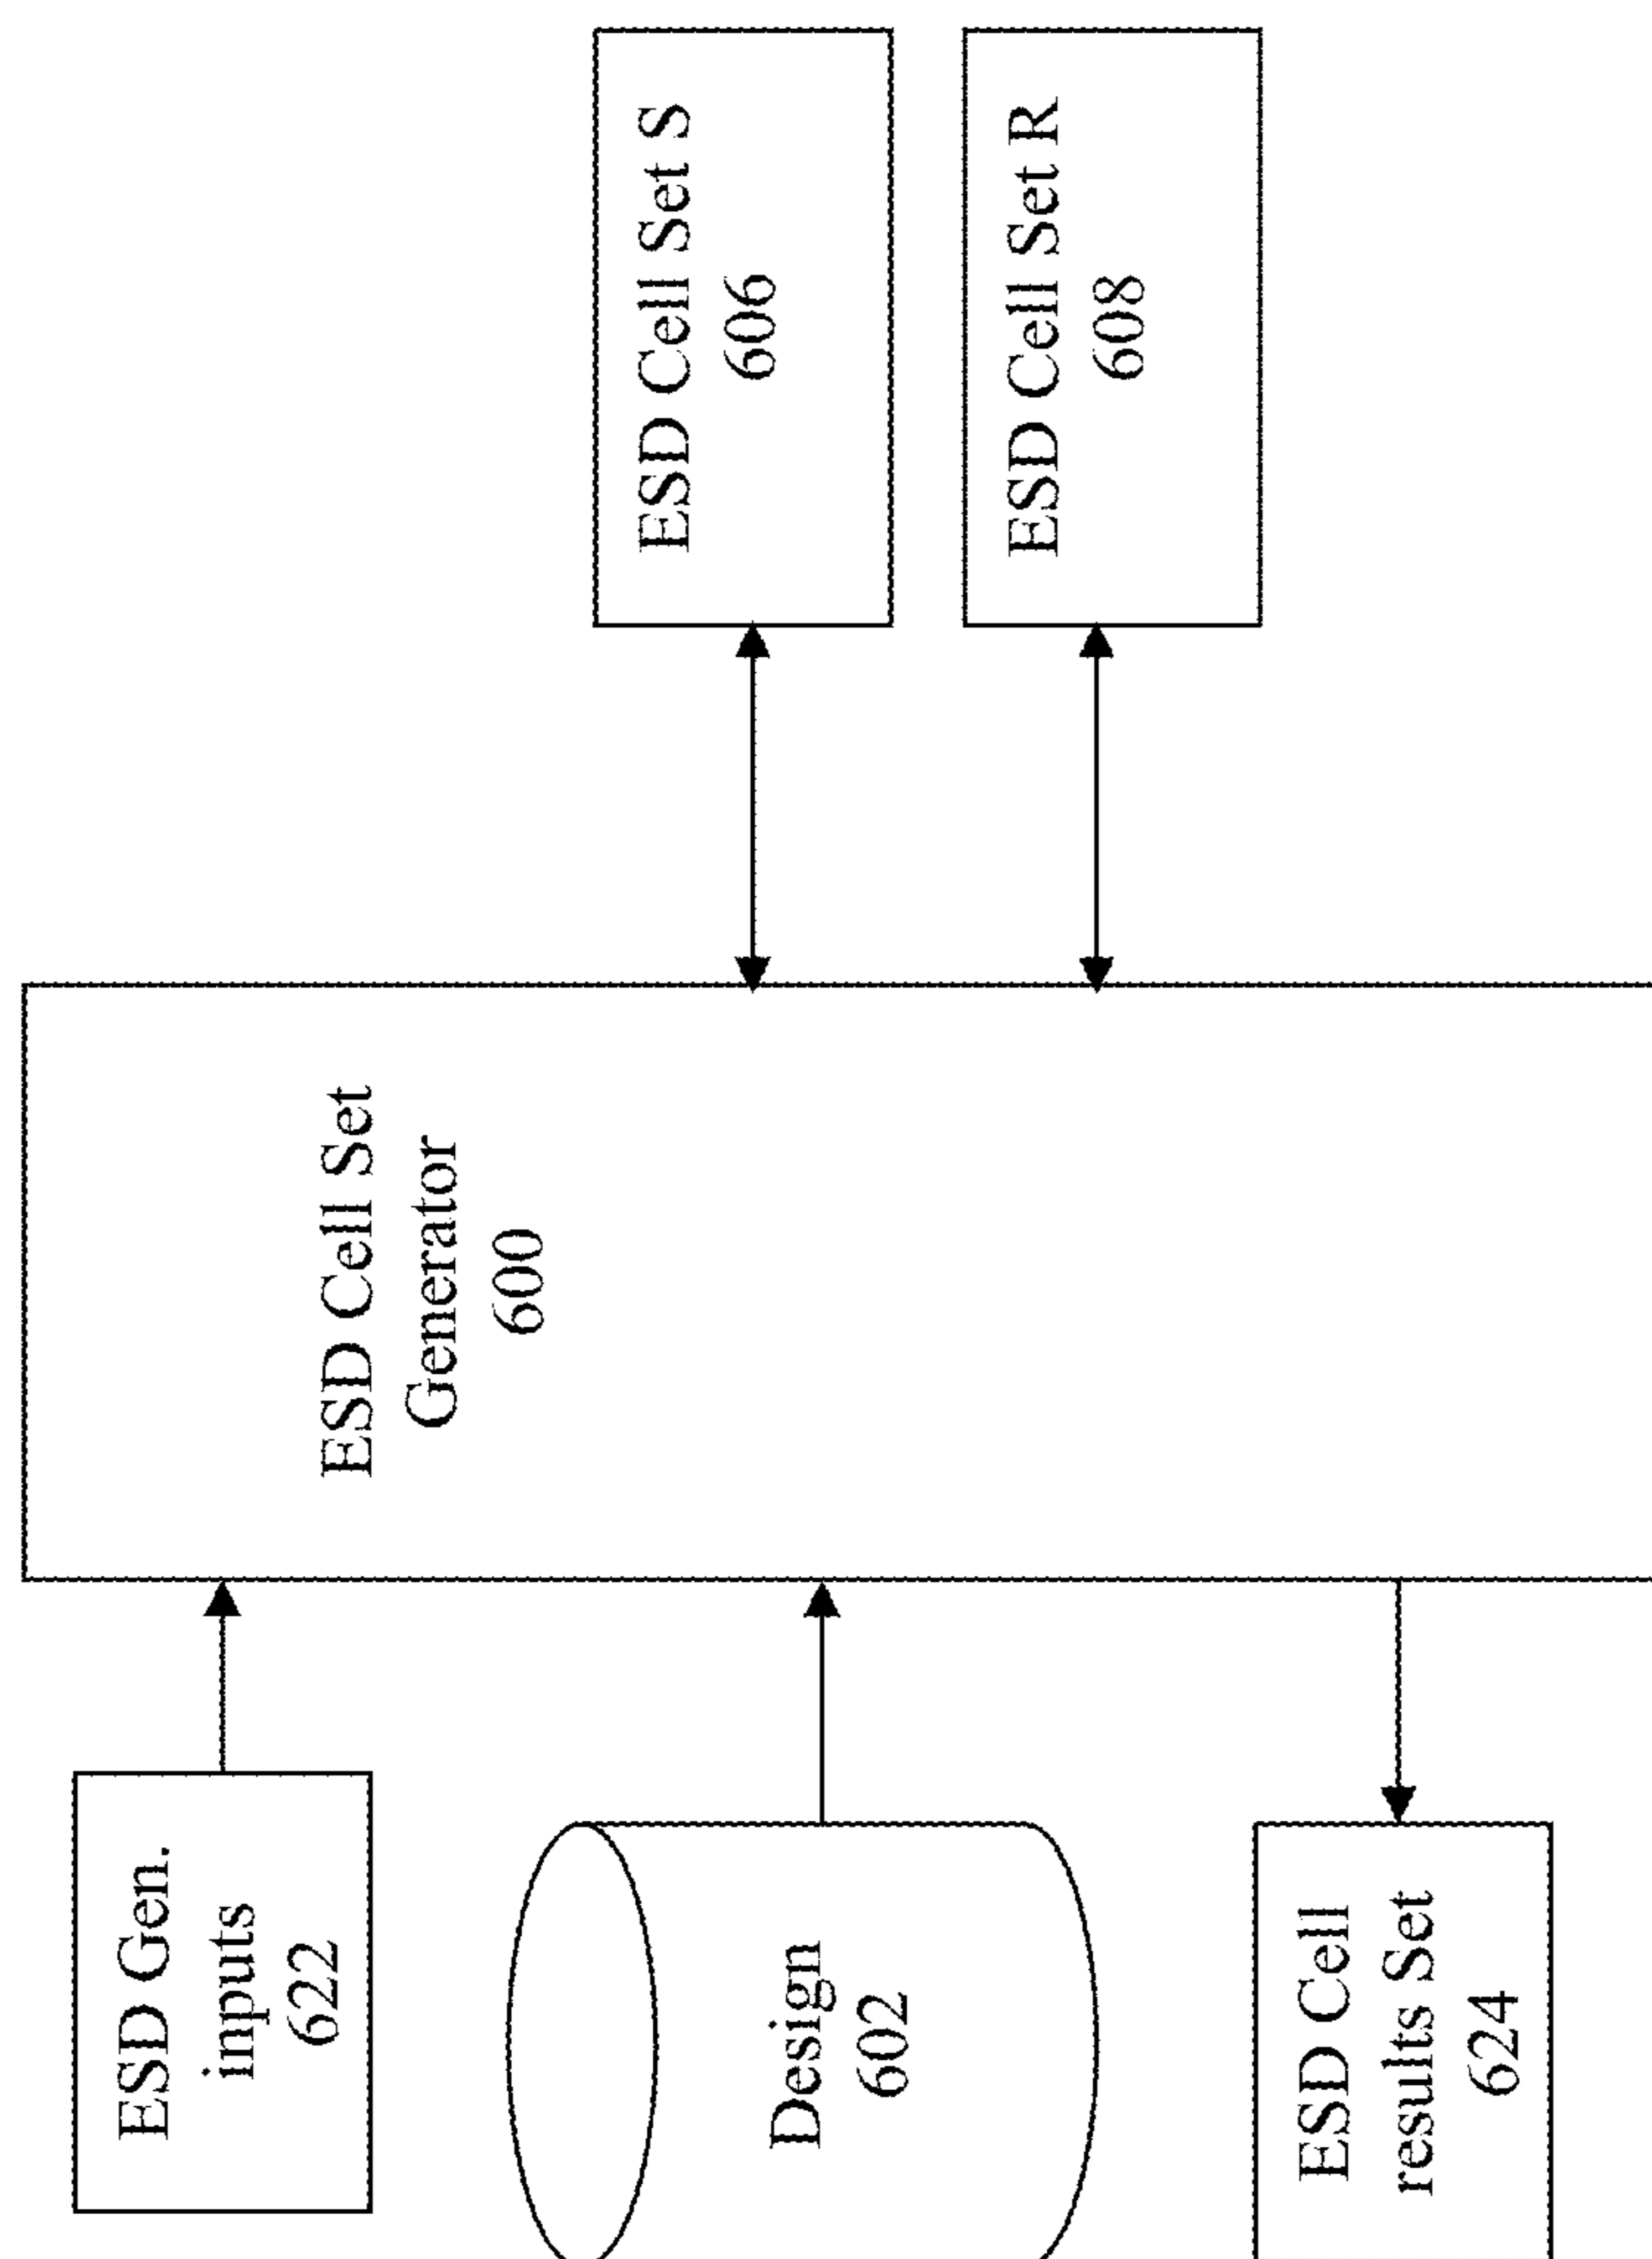 ESD Gen.
inputs
622
Design
602
ESD Cell
results Set
624
ESD Cell Set
Generator
600
ESD Cell Set S
606
ESD Cell Set R
608